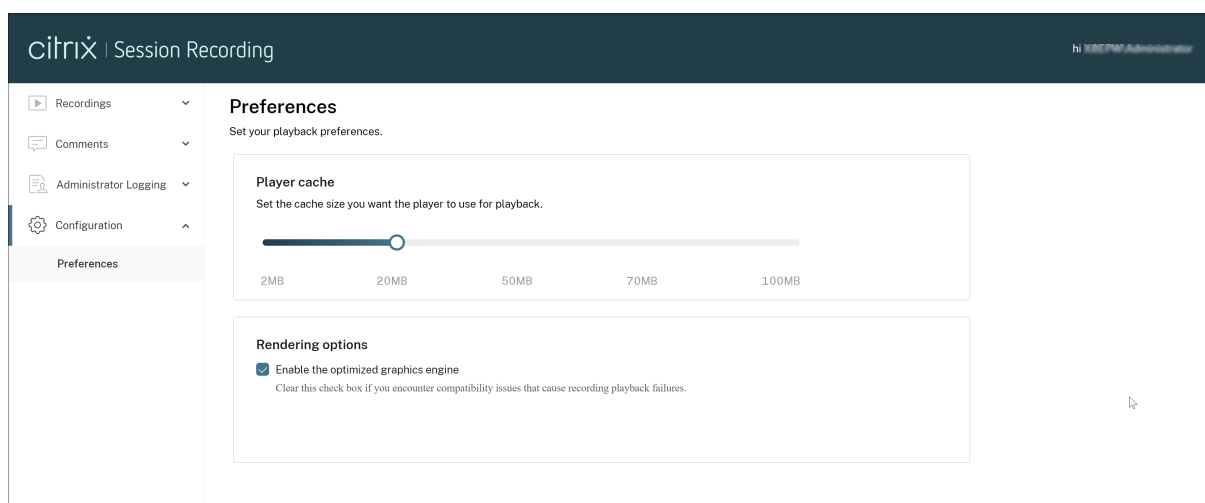 citrix | Session Recording
hi
Recordings
Comments
Administrator Logging
Configuration
Preferences
Preferences
Set your playback preferences.
Player cache
Set the cache size you want the player to use for playback.
2MB 20MB 50MB 70MB 100MB
Rendering options
Enable the optimized graphics engine
Clear this check box if you encounter compatibility issues that cause recording playback failures.